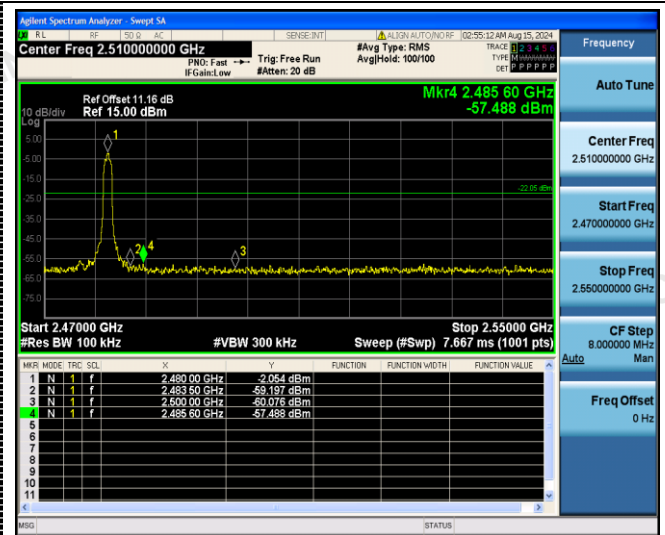 Agilent Spectrum Analyzer - Swept SA
RL RF 50 Ω AC SENSE:INT ALIGN AUTO/NO RF 02:55:12 AM Aug 15, 2024
Center Freq 2.510000000 GHz
PNO: Fast
IFGain:Low
Trig: Free Run
#Atten: 20 dB
#Avg Type: RMS
Avg|Hold: 100/100
TRACE 1 2 3 4 5 6
TYPE M
DET P P P P P P
Mkr4 2.485 60 GHz
-57.488 dBm
Ref Offset 11.16 dB
10 dB/div Ref 15.00 dBm
Log
5.00
-5.00
-15.0
-25.0
-35.0
-45.0
-55.0
-65.0
-75.0
1
2
4
3
-22.05 dBm
Start 2.47000 GHz Stop 2.55000 GHz
#Res BW 100 kHz #VBW 300 kHz Sweep (#Swp) 7.667 ms (1001 pts)
MKR MODE TRC SCL X Y FUNCTION FUNCTION WIDTH FUNCTION VALUE
1 N 1 f 2.480 00 GHz -2.054 dBm
2 N 1 f 2.483 50 GHz -59.197 dBm
3 N 1 f 2.500 00 GHz -60.076 dBm
4 N 1 f 2.485 60 GHz -57.488 dBm
5
6
7
8
9
10
11
MSG STATUS
Frequency
Auto Tune
Center Freq
2.510000000 GHz
Start Freq
2.470000000 GHz
Stop Freq
2.550000000 GHz
CF Step
8.000000 MHz
Auto Man
Freq Offset
0 Hz